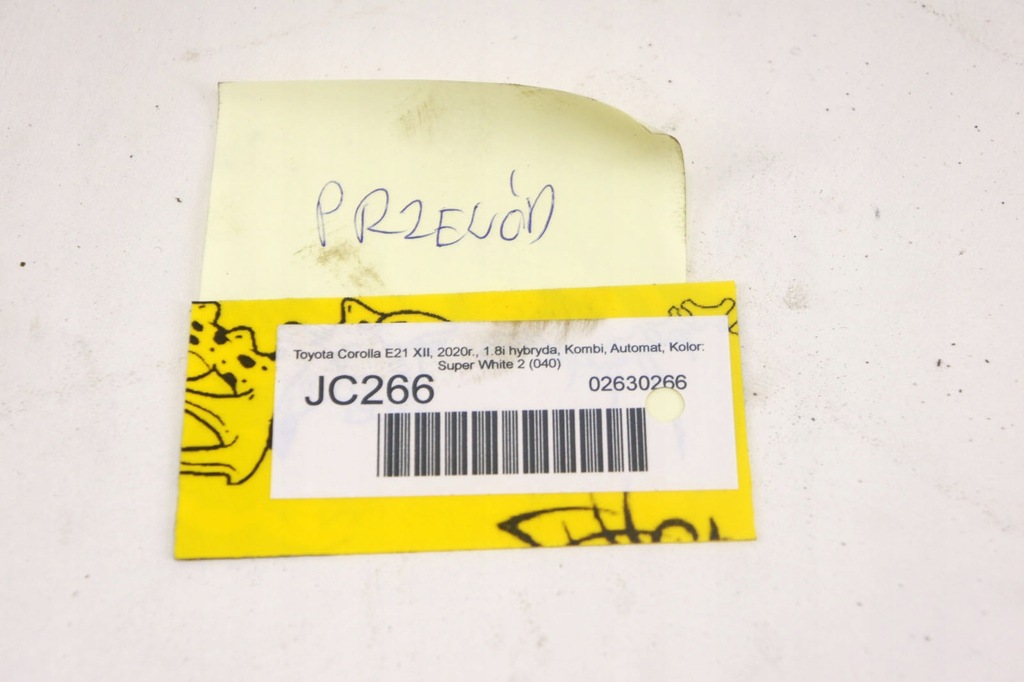 PRZEWÓD
Toyota Corolla E21 XII, 2020r., 1.8i hybryda, Kombi, Automat, Kolor:
Super White 2 (040)
JC266
02630266